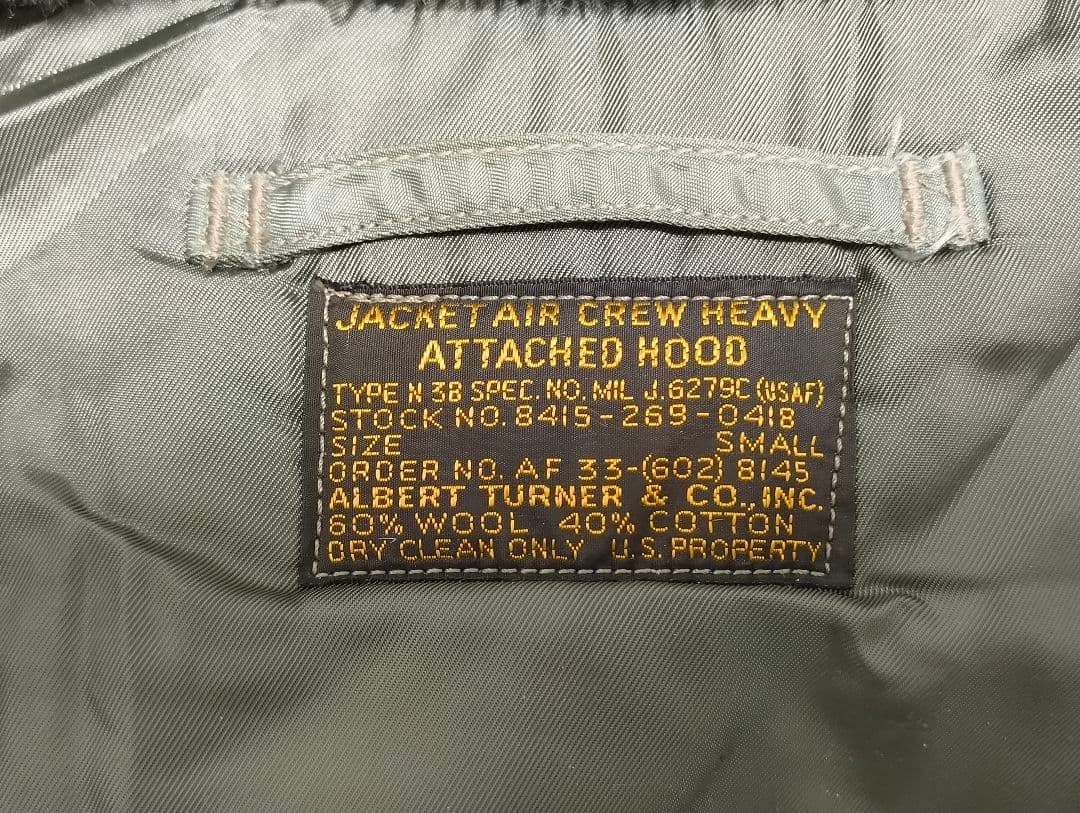 JACKET AIR CREW HEAVY
ATTACHED HOOD
TYPE N 3B SPEC. NO. MIL J.6279C (USAF)
STOCK NO. 8415-269-0418
SIZE SMALL
ORDER NO. AF 33-(602) 8145
ALBERT TURNER & CO., INC.
60% WOOL 40% COTTON
DRY CLEAN ONLY U.S. PROPERTY